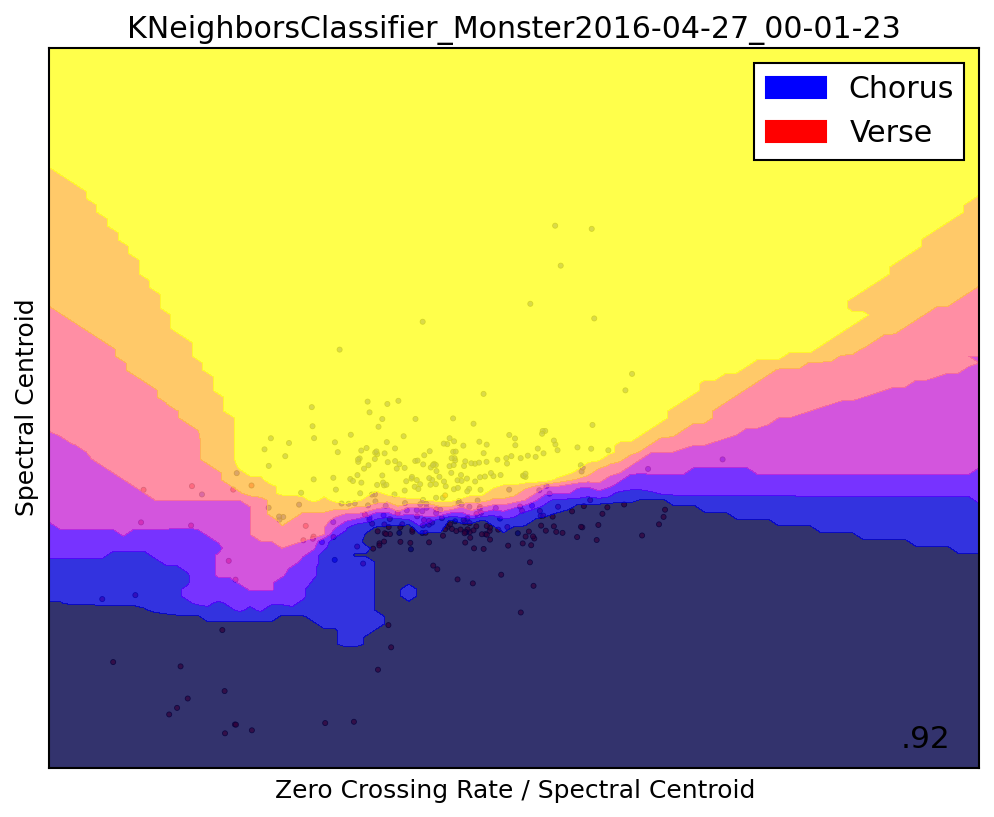 KNeighborsClassifier_Monster2016-04-27_00-01-23
Chorus
Verse
Spectral Centroid
.92
Zero Crossing Rate / Spectral Centroid